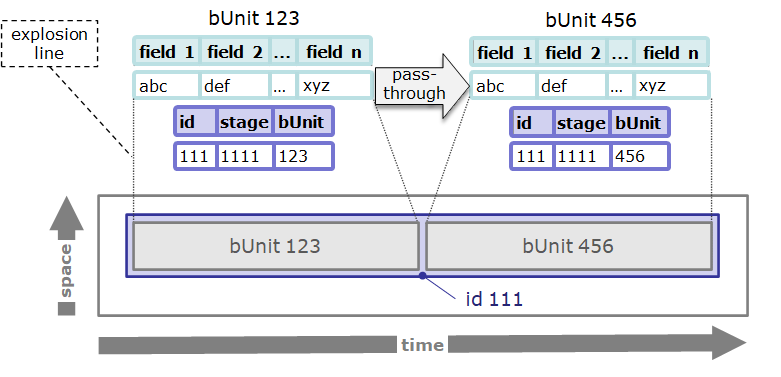 bUnit 123
bUnit 456
explosion
line
field 1 field 2 ... field n
abc def ... xyz
pass-
through
field 1 field 2 ... field n
abc def ... xyz
id stage bUnit
111 1111 123
id stage bUnit
111 1111 456
space
bUnit 123
bUnit 456
id 111
time